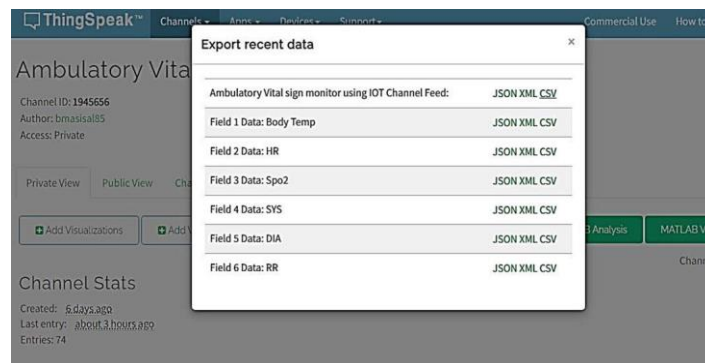 ThingSpeak™ Channels Apps Devices Support Commercial Use How to
Export recent data ×
Ambulatory Vita
Ambulatory Vital sign monitor using IOT Channel Feed: JSON XML CSV
Channel ID: 1945656
Author: bmasisal85
Access: Private
Field 1 Data: Body Temp JSON XML CSV
Field 2 Data: HR JSON XML CSV
Field 3 Data: Spo2 JSON XML CSV
Field 4 Data: SYS JSON XML CSV
Field 5 Data: DIA JSON XML CSV
Field 6 Data: RR JSON XML CSV
Private View Public View Cha
Add Visualizations Add Analysis MATLAB V
Chann
Channel Stats
Created: 6 days ago
Last entry: about 3 hours ago
Entries: 74